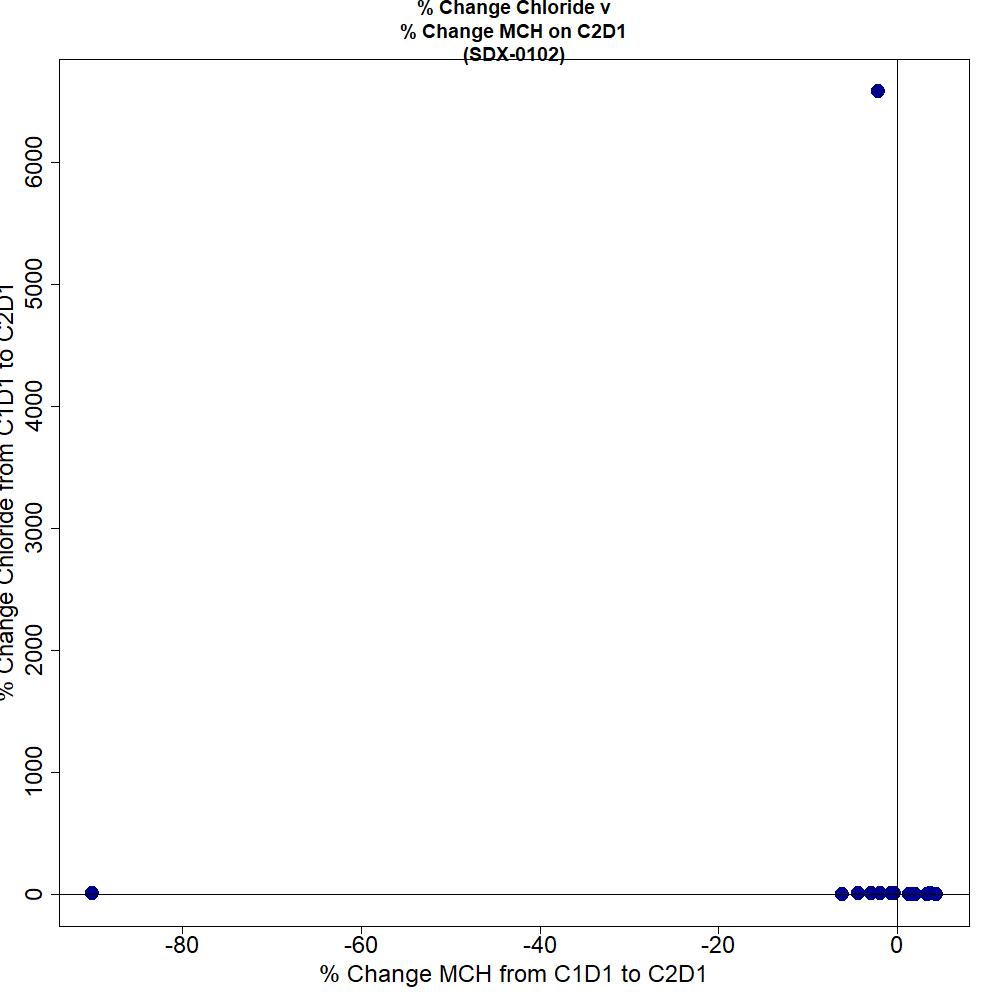 % Change Chloride v
% Change MCH on C2D1
(SDX-0102)
% Change Chloride from C1D1 to C2D1
6000
5000
4000
3000
2000
1000
0
-80
-60
-40
-20
0
% Change MCH from C1D1 to C2D1